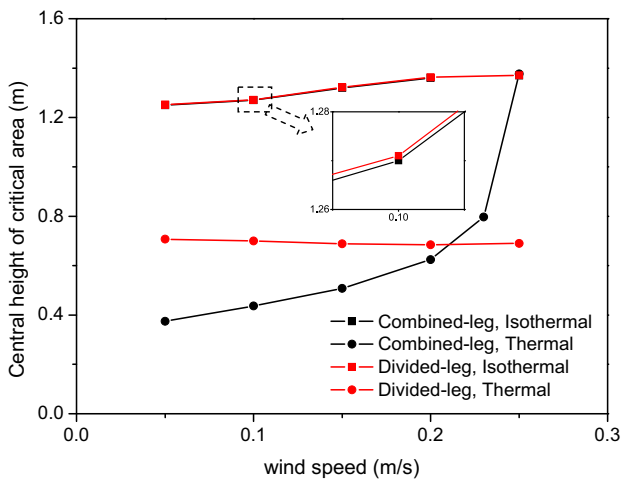 1.6
1.2
0.8
0.4
0.0
Central height of critical area (m)
1.28
1.26
0.10
Combined-leg, Isothermal
Combined-leg, Thermal
Divided-leg, Isothermal
Divided-leg, Thermal
0.0 0.1 0.2 0.3
wind speed (m/s)